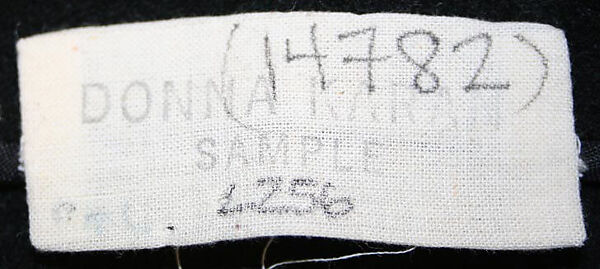 (14782)
DONNA KARAN
SAMPLE
L256